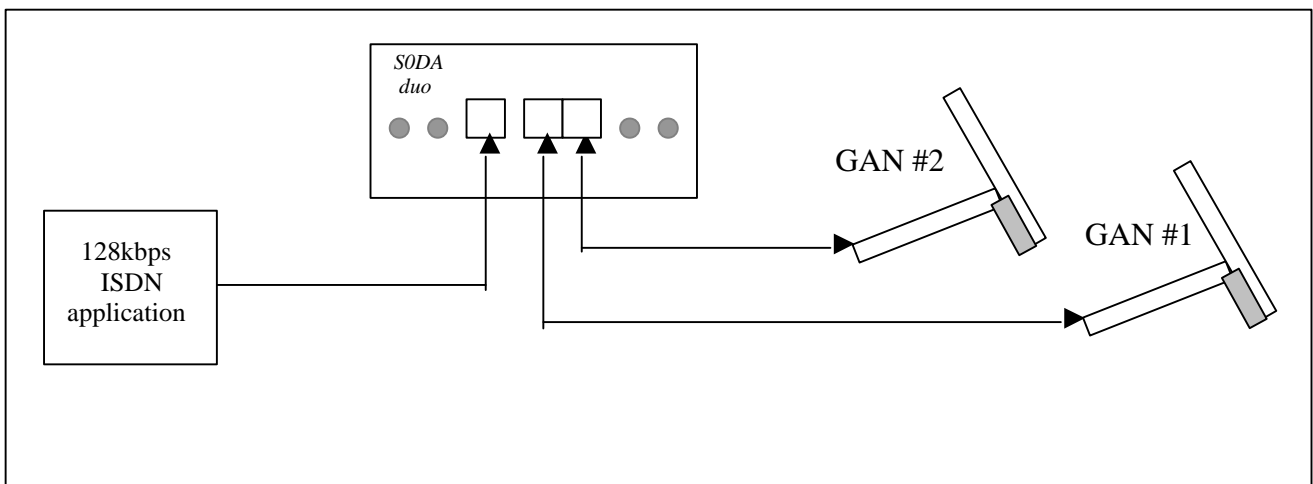 S0DA
duo
GAN #2
GAN #1
128kbps
ISDN
application